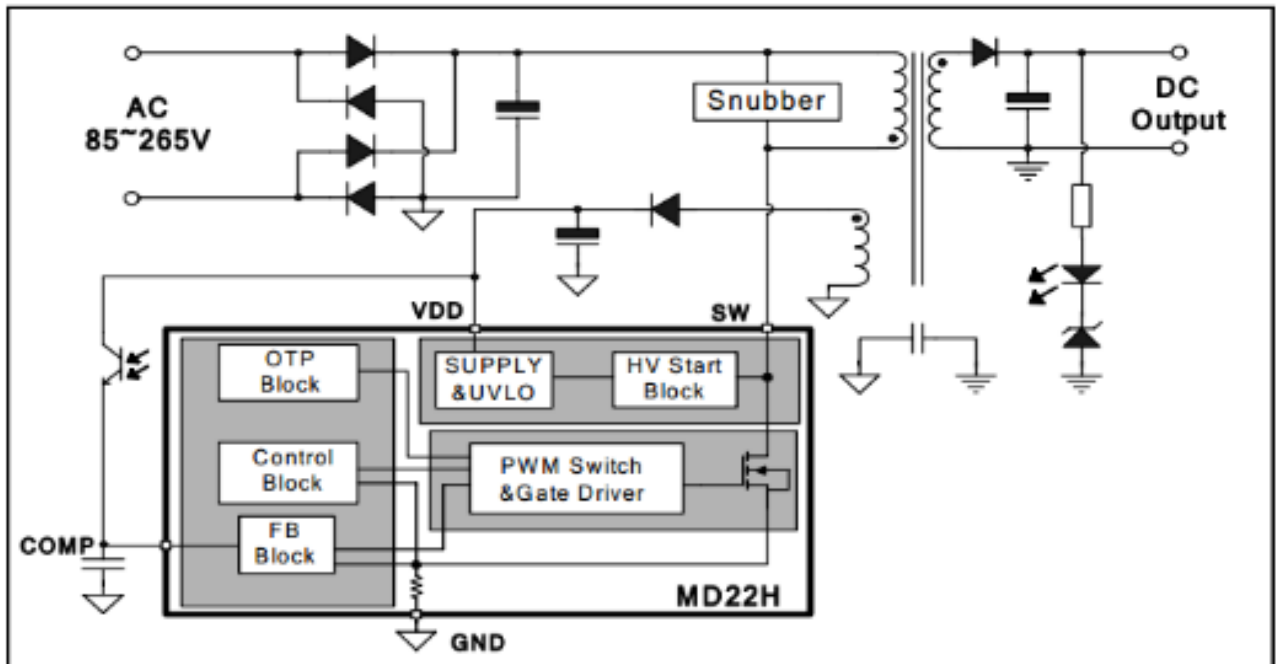 AC
85~265V
Snubber
DC
Output
VDD
SW
OTP
Block
SUPPLY
&UVLO
HV Start
Block
Control
Block
PWM Switch
&Gate Driver
FB
Block
COMP
MD22H
GND